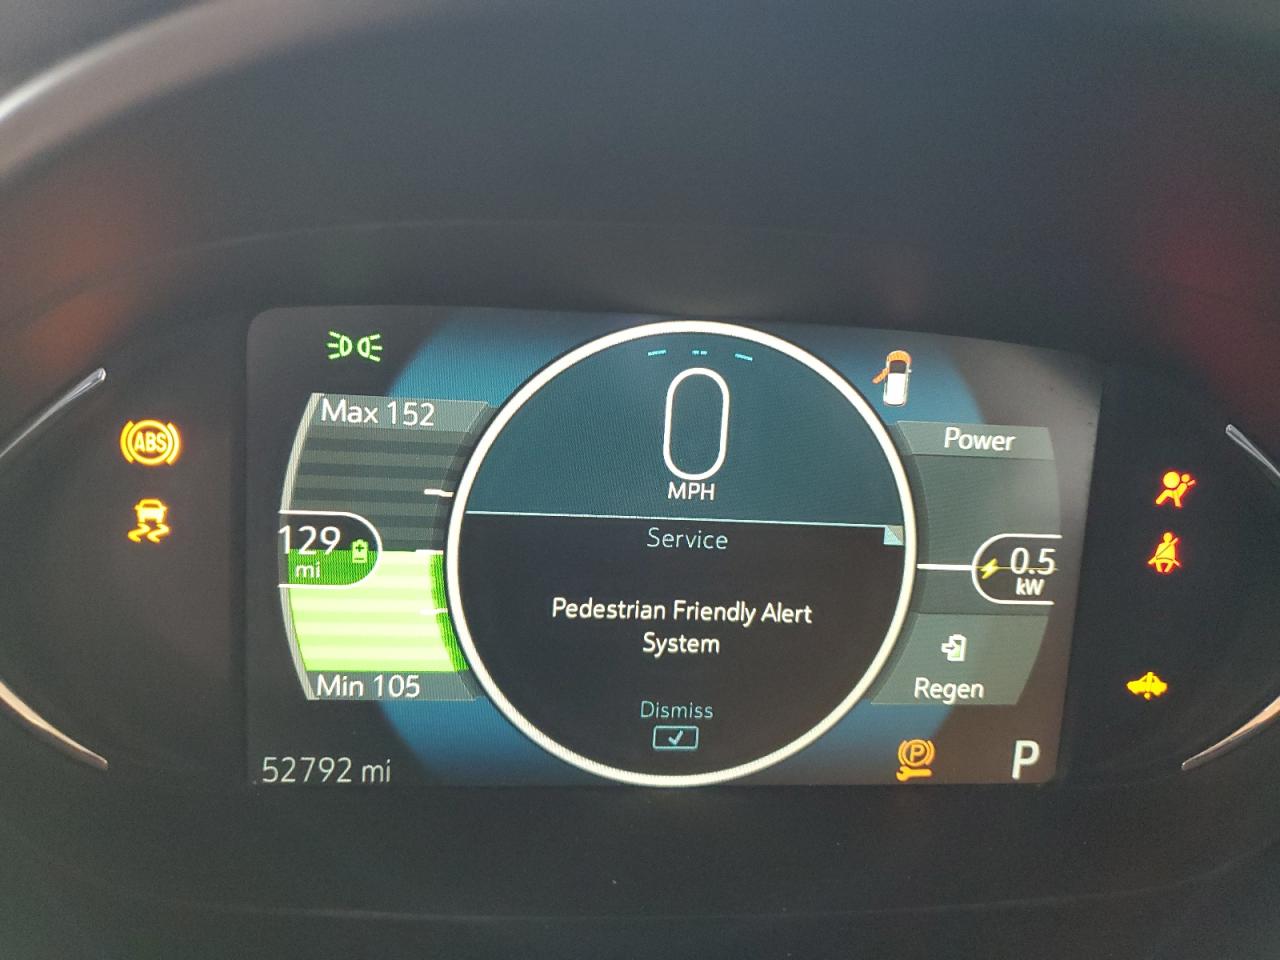 Max 152
0
MPH
Power
ABS
129
mi
Service
0.5
kW
Pedestrian Friendly Alert
System
Min 105
Regen
Dismiss
52792 mi
P
P